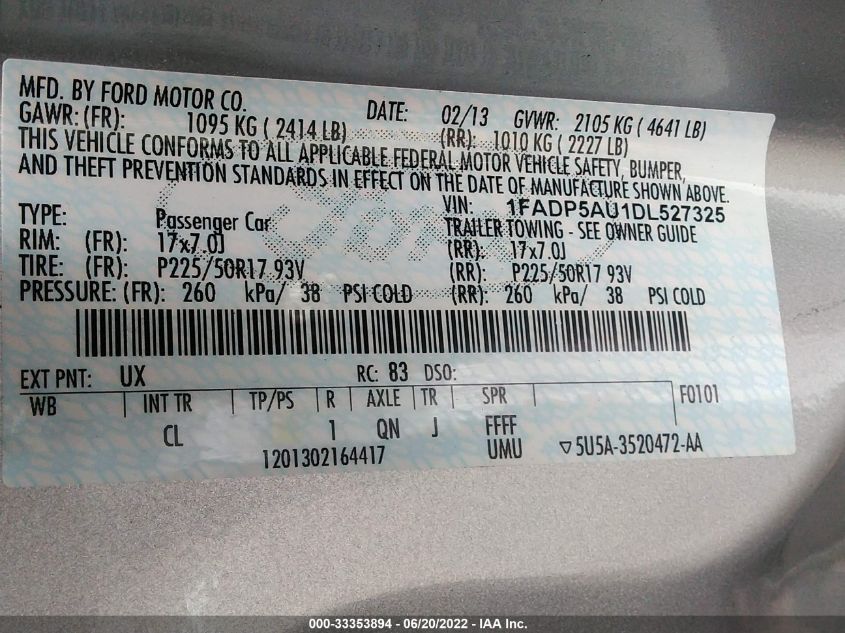 MFD. BY FORD MOTOR CO. DATE: 02/13 GVWR: 2105 KG ( 4641 LB)
GAWR: (FR): 1095 KG ( 2414 LB) (RR): 1010 KG ( 2227 LB)
THIS VEHICLE CONFORMS TO ALL APPLICABLE FEDERAL MOTOR VEHICLE SAFETY, BUMPER,
AND THEFT PREVENTION STANDARDS IN EFFECT ON THE DATE OF MANUFACTURE SHOWN ABOVE.
VIN: 1FADP5AU1DL527325
TYPE: Passenger Car TRAILER TOWING - SEE OWNER GUIDE
RIM: (FR): 17x7.0J (RR): 17x7.0J
TIRE: (FR): P225/50R17 93V (RR): P225/50R17 93V
PRESSURE: (FR): 260 kPa/ 38 PSI COLD (RR): 260 kPa/ 38 PSI COLD
EXT PNT: UX RC: 83 DSO:
WB INT TR TP/PS R AXLE TR SPR F0101
CL 1 QN J FFFF
1201302164417 UMU ▽5U5A-3520472-AA
000-33353894 - 06/20/2022 - IAA Inc.